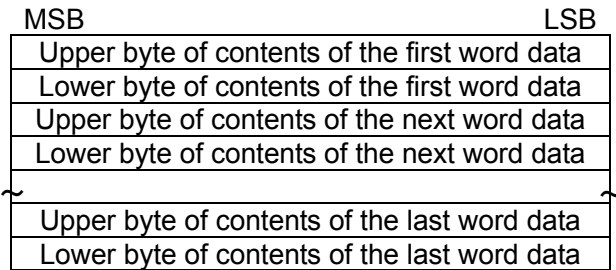 MSB LSB
Upper byte of contents of the first word data
Lower byte of contents of the first word data
Upper byte of contents of the next word data
Lower byte of contents of the next word data
~ ~
Upper byte of contents of the last word data
Lower byte of contents of the last word data